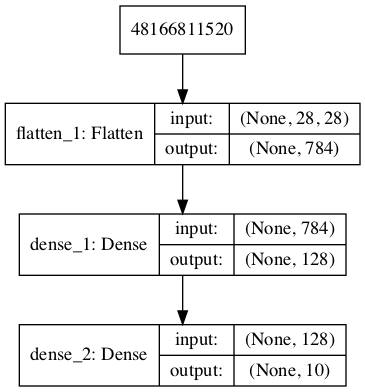 48166811520
flatten_1: Flatten
input:
(None, 28, 28)
output:
(None, 784)
dense_1: Dense
input:
(None, 784)
output:
(None, 128)
dense_2: Dense
input:
(None, 128)
output:
(None, 10)